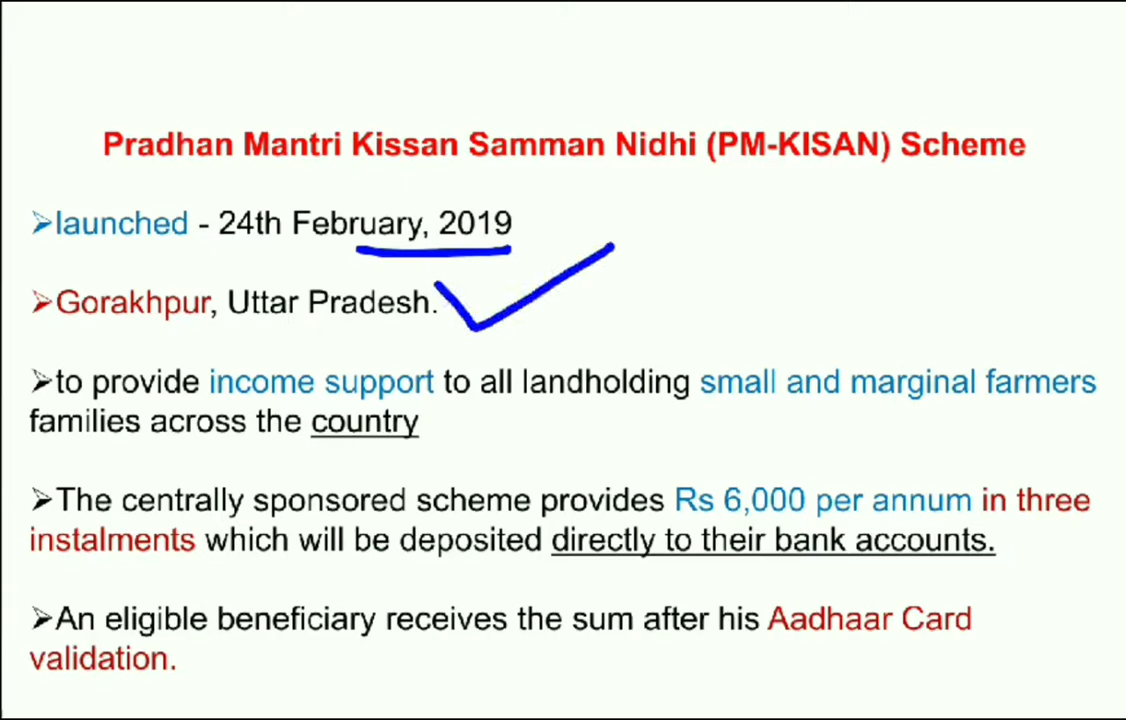 Pradhan Mantri Kissan Samman Nidhi (PM-KISAN) Scheme
➢launched - 24th February, 2019
➢Gorakhpur, Uttar Pradesh.
➢to provide income support to all landholding small and marginal farmers
families across the country
➢The centrally sponsored scheme provides Rs 6,000 per annum in three
instalments which will be deposited directly to their bank accounts.
➢An eligible beneficiary receives the sum after his Aadhaar Card
validation.